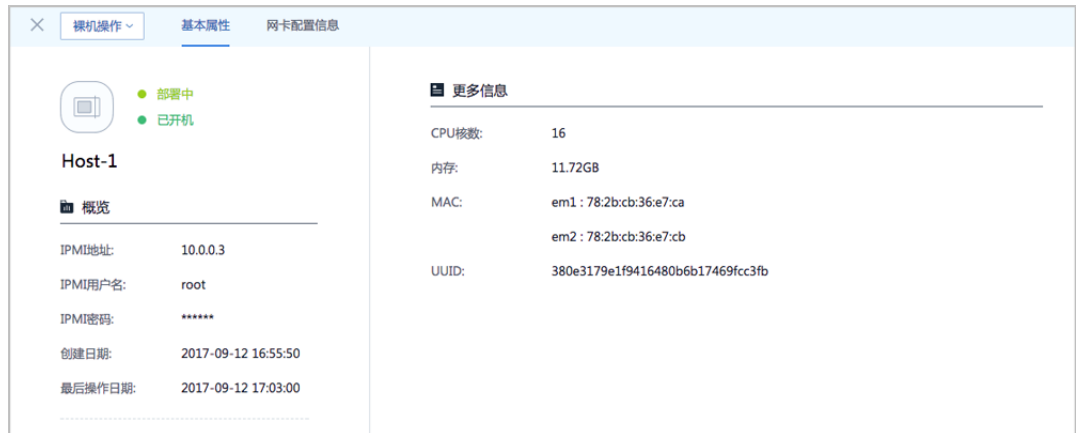 裸机操作 基本属性 网卡配置信息
部署中
已开机
Host-1
概览
IPMI地址: 10.0.0.3
IPMI用户名: root
IPMI密码: ******
创建日期: 2017-09-12 16:55:50
最后操作日期: 2017-09-12 17:03:00
更多信息
CPU核数: 16
内存: 11.72GB
MAC: em1 : 78:2b:cb:36:e7:ca
em2 : 78:2b:cb:36:e7:cb
UUID: 380e3179e1f9416480b6b17469fcc3fb